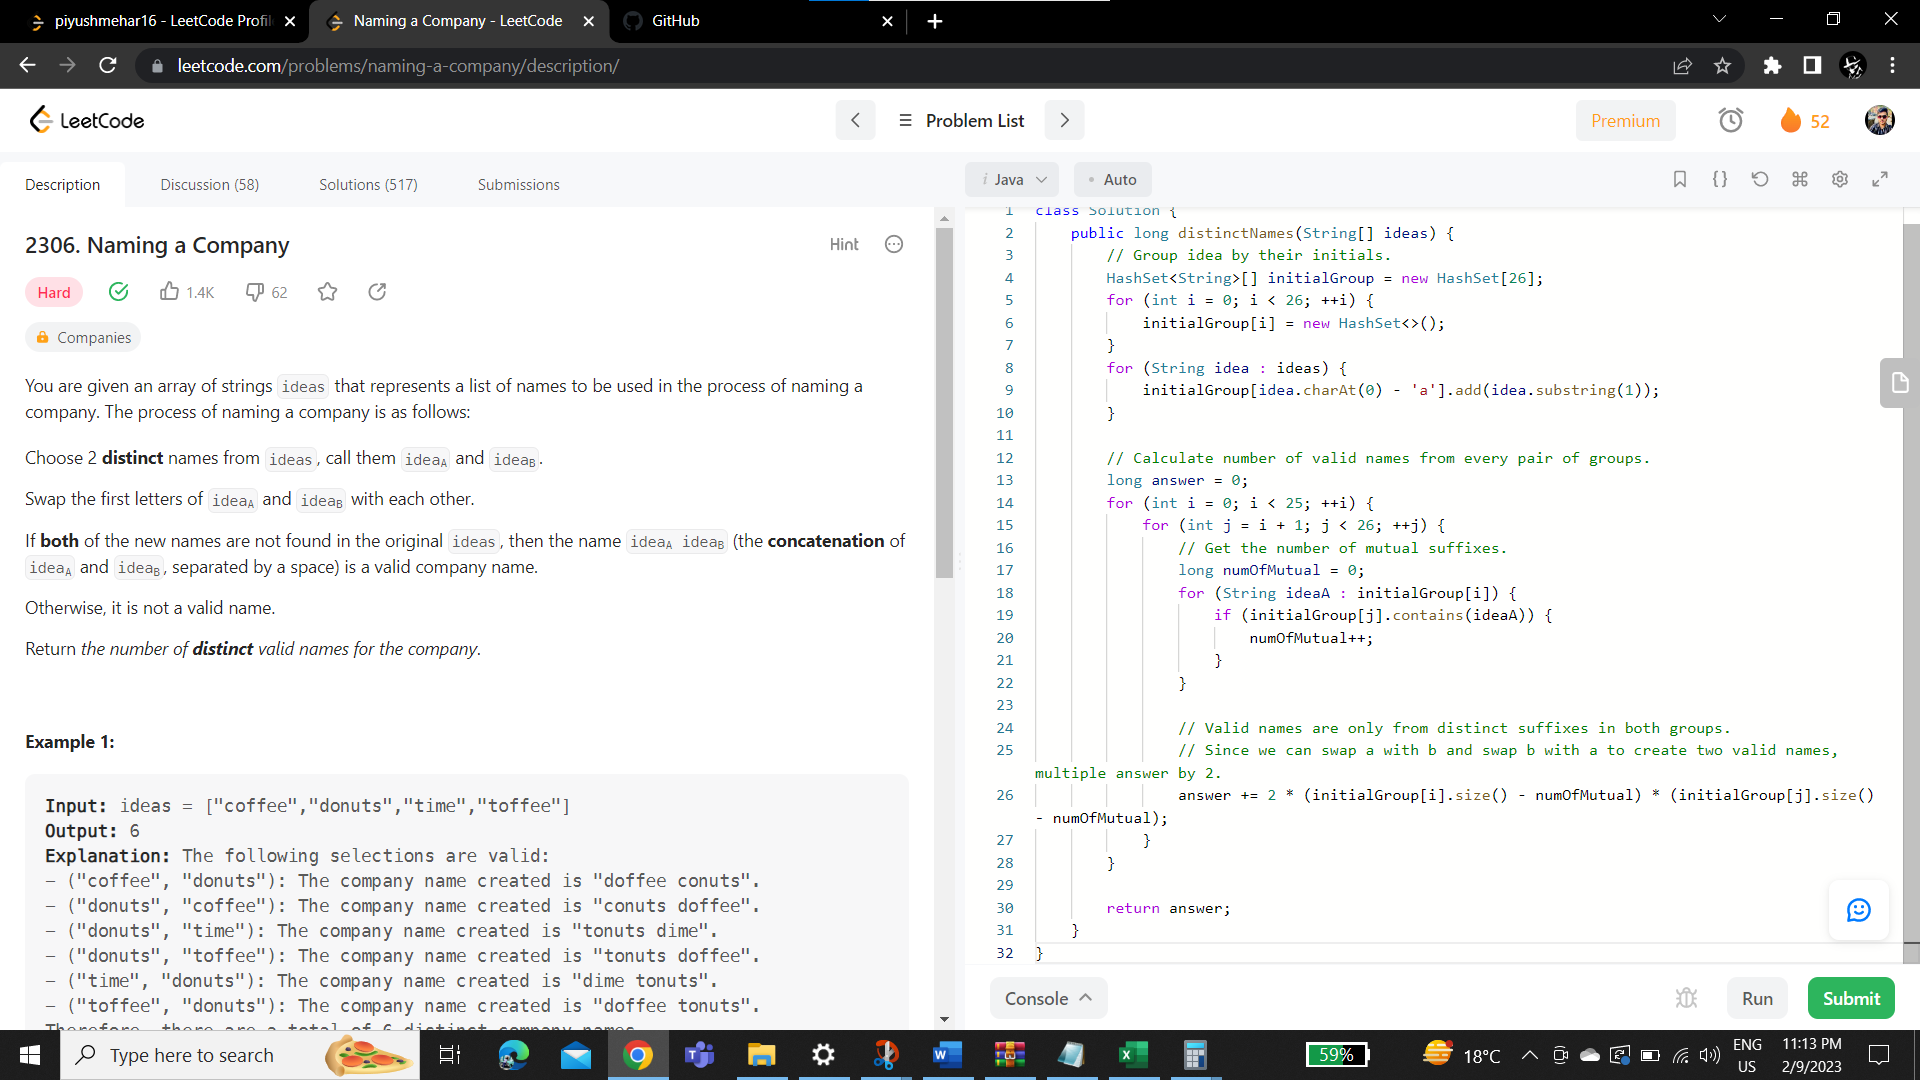 piyushmehar16 - LeetCode Profil
Naming a Company - LeetCode
GitHub
leetcode.com/problems/naming-a-company/description/
LeetCode
Problem List
Premium
52
Description
Discussion (58)
Solutions (517)
Submissions
i Java
Auto
2306. Naming a Company
Hint
Hard
1.4K
62
Companies
You are given an array of strings ideas that represents a list of names to be used in the process of naming a
company. The process of naming a company is as follows:
Choose 2 distinct names from ideas, call them ideaA and ideaB.
Swap the first letters of ideaA and ideaB with each other.
If both of the new names are not found in the original ideas, then the name ideaA ideaB (the concatenation of
ideaA and ideaB, separated by a space) is a valid company name.
Otherwise, it is not a valid name.
Return the number of distinct valid names for the company.
Example 1:
Input: ideas = ["coffee","donuts","time","toffee"]
Output: 6
Explanation: The following selections are valid:
- ("coffee", "donuts"): The company name created is "doffee conuts".
- ("donuts", "coffee"): The company name created is "conuts doffee".
- ("donuts", "time"): The company name created is "tonuts dime".
- ("donuts", "toffee"): The company name created is "tonuts doffee".
- ("time", "donuts"): The company name created is "dime tonuts".
- ("toffee", "donuts"): The company name created is "doffee tonuts".
Therefore, there are a total of 6 distinct company names.
1 class Solution {
2 public long distinctNames(String[] ideas) {
3 // Group idea by their initials.
4 HashSet<String>[] initialGroup = new HashSet[26];
5 for (int i = 0; i < 26; ++i) {
6 initialGroup[i] = new HashSet<>();
7 }
8 for (String idea : ideas) {
9 initialGroup[idea.charAt(0) - 'a'].add(idea.substring(1));
10 }
11
12 // Calculate number of valid names from every pair of groups.
13 long answer = 0;
14 for (int i = 0; i < 25; ++i) {
15 for (int j = i + 1; j < 26; ++j) {
16 // Get the number of mutual suffixes.
17 long numOfMutual = 0;
18 for (String ideaA : initialGroup[i]) {
19 if (initialGroup[j].contains(ideaA)) {
20 numOfMutual++;
21 }
22 }
23
24 // Valid names are only from distinct suffixes in both groups.
25 // Since we can swap a with b and swap b with a to create two valid names,
multiple answer by 2.
26 answer += 2 * (initialGroup[i].size() - numOfMutual) * (initialGroup[j].size()
- numOfMutual);
27 }
28 }
29
30 return answer;
31 }
32 }
Console
Run
Submit
Type here to search
59%
18°C
ENG
US
11:13 PM
2/9/2023